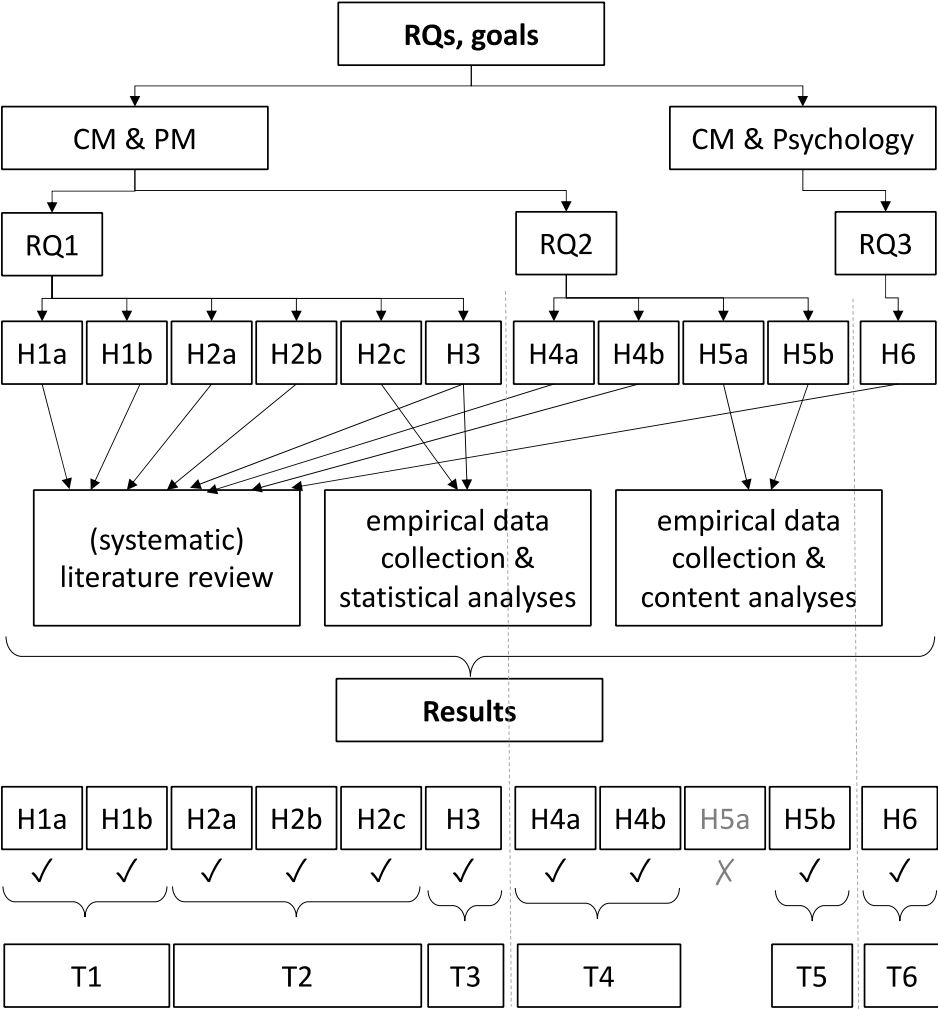 RQs, goals
CM & PM
CM & Psychology
RQ1
RQ2
RQ3
H1a
H1b
H2a
H2b
H2c
H3
H4a
H4b
H5a
H5b
H6
(systematic)
literature review
empirical data
collection &
statistical analyses
empirical data
collection &
content analyses
Results
H1a
H1b
H2a
H2b
H2c
H3
H4a
H4b
H5a
H5b
H6
✓
✓
✓
✓
✓
✓
✓
✓
✗
✓
✓
T1
T2
T3
T4
T5
T6